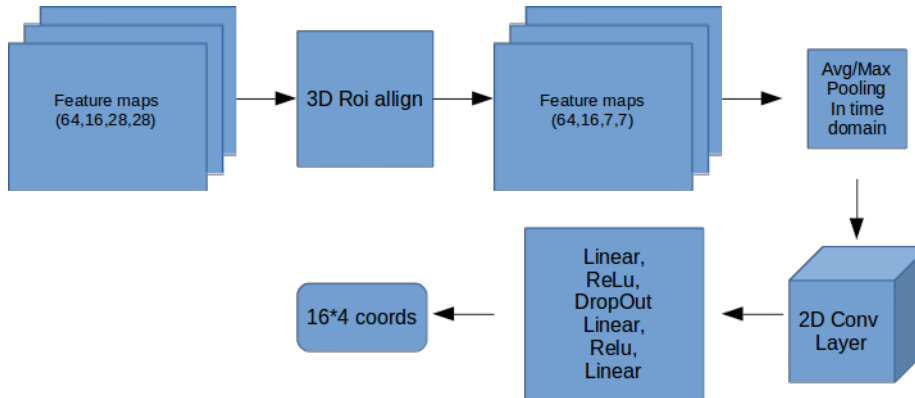 Feature maps
(64,16,28,28)
3D Roi allign
Feature maps
(64,16,7,7)
Avg/Max
Pooling
In time
domain
2D Conv
Layer
Linear,
ReLu,
DropOut
Linear,
Relu,
Linear
16*4 coords